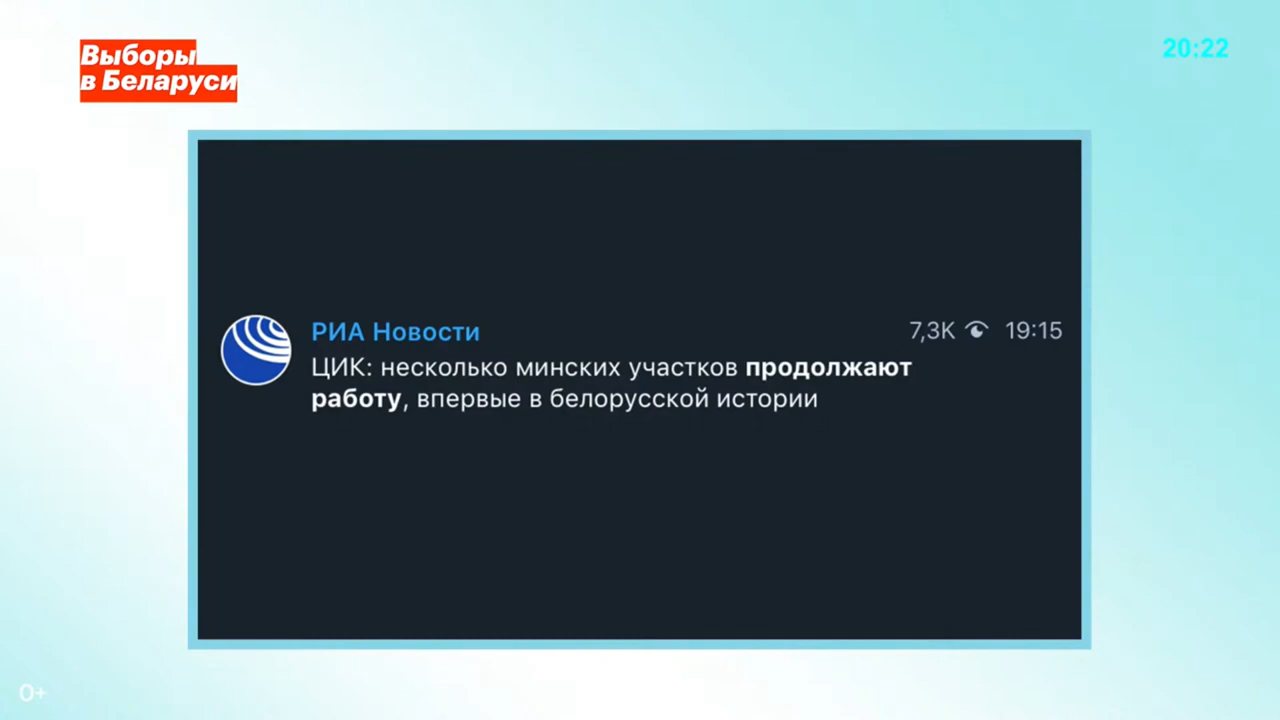 Выборы
в Беларуси
20:22
РИА Новости 7,3K 19:15
ЦИК: несколько минских участков продолжают
работу, впервые в белорусской истории
0+